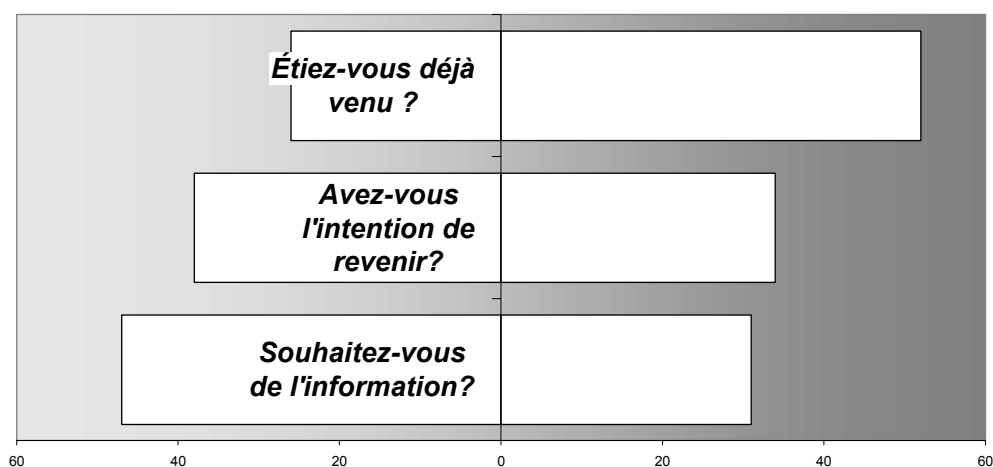 Étiez-vous déjà
venu ?
Avez-vous
l'intention de
revenir?
Souhaitez-vous
de l'information?
60 40 20 0 20 40 60